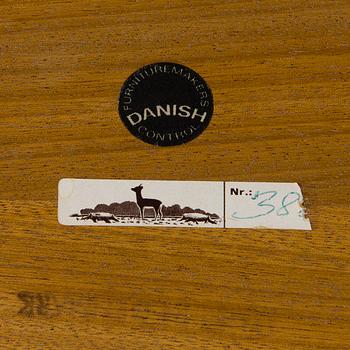 FURNITUREMAKERS
DANISH
CONTROL
Nr.: 38